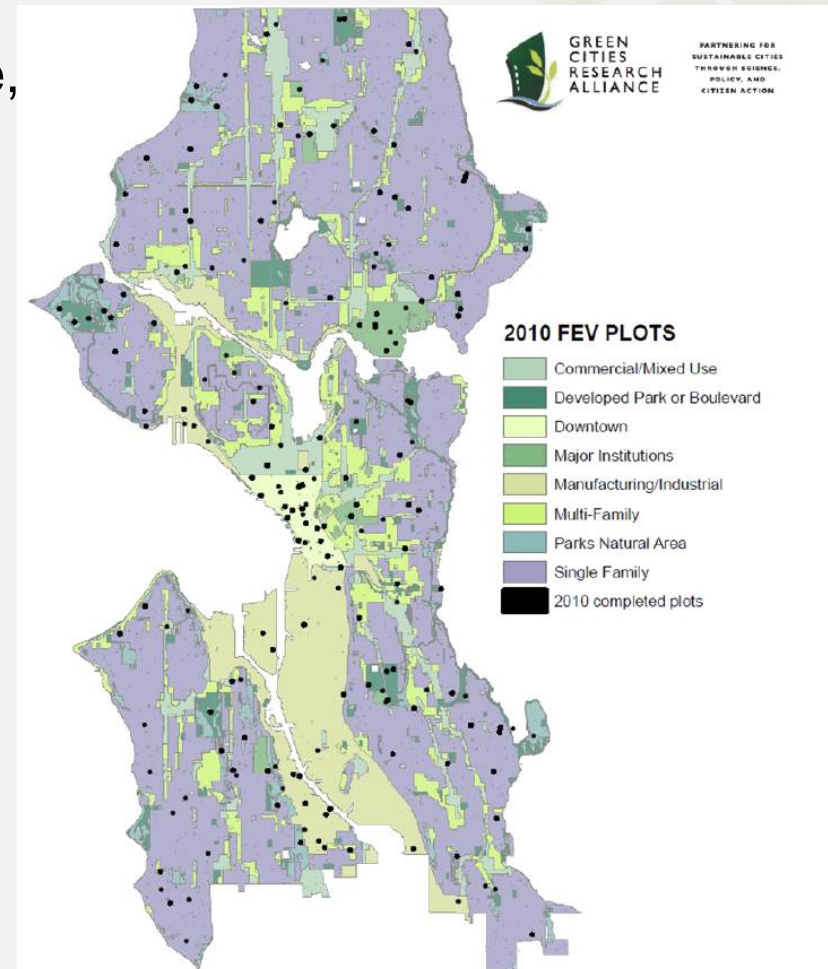 e,
GREEN
CITIES
RESEARCH
ALLIANCE
PARTNERING FOR
SUSTAINABLE CITIES
THROUGH SCIENCE,
POLICY, AND
CITIZEN ACTION
2010 FEV PLOTS
Commercial/Mixed Use
Developed Park or Boulevard
Downtown
Major Institutions
Manufacturing/Industrial
Multi-Family
Parks Natural Area
Single Family
2010 completed plots